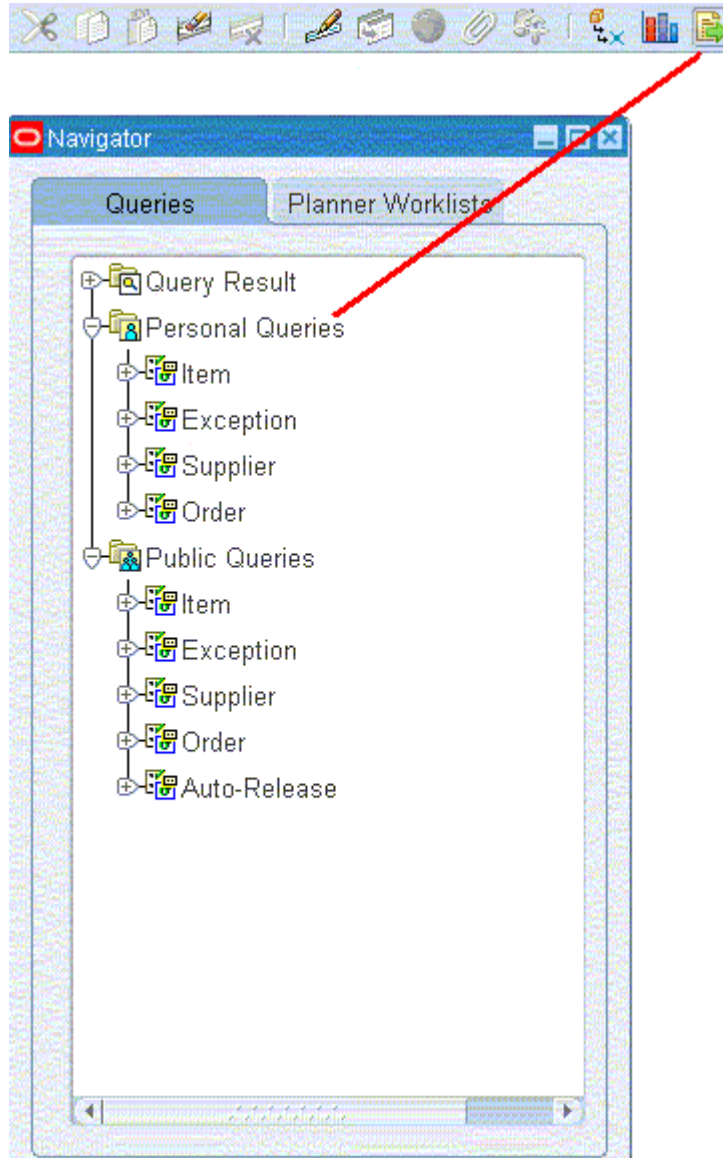 Navigator
Queries Planner Worklists
Query Result
Personal Queries
Item
Exception
Supplier
Order
Public Queries
Item
Exception
Supplier
Order
Auto-Release